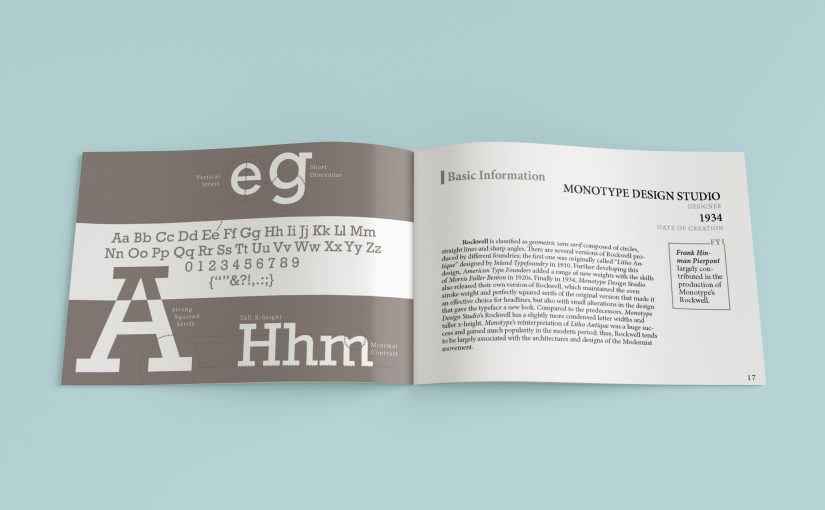 eg
Vertical
Stress
Short
Descender
Aa Bb Cc Dd Ee Ff Gg Hh Ii Jj Kk Ll Mm
Nn Oo Pp Qq Rr Ss Tt Uu Vv Ww Xx Yy Zz
0 1 2 3 4 5 6 7 8 9
{“”&?!,.:;}
A
Strong
Squared
Serifs
Tall X-height
Hhm
Minimal
Contrast
Basic Information
MONOTYPE DESIGN STUDIO
DESIGNER
1934
DATE OF CREATION
Rockwell is classified as geometric sans serif composed of circles,
straight lines and sharp angles. There are several versions of Rockwell pro-
duced by different foundries; the first one was originally called “Litho An-
tique” designed by Inland Typefoundry in 1910. Further developing this
design, American Type Founders added a range of new weights with the skills
of Morris Fuller Benton in 1920s. Finally in 1934, Monotype Design Studio
also released their own version of Rockwell, which maintained the even
stroke weight and perfectly squared serifs of the original version that made it
an effective choice for headlines, but also with small alterations in the design
that gave the typeface a new look. Compared to the predecessors, Monotype
Design Studio's Rockwell has a slightly more condensed letter widths and
taller x-height. Monotype's reinterpretation of Litho Antique was a huge suc-
cess and gained much popularity in the modern period; thus, Rockwell tends
to be largely associated with the architectures and designs of the Modernist
movement.
FYI
Frank Hin-
man Pierpont
largely con-
tributed in the
production of
Monotype's
Rockwell.
17